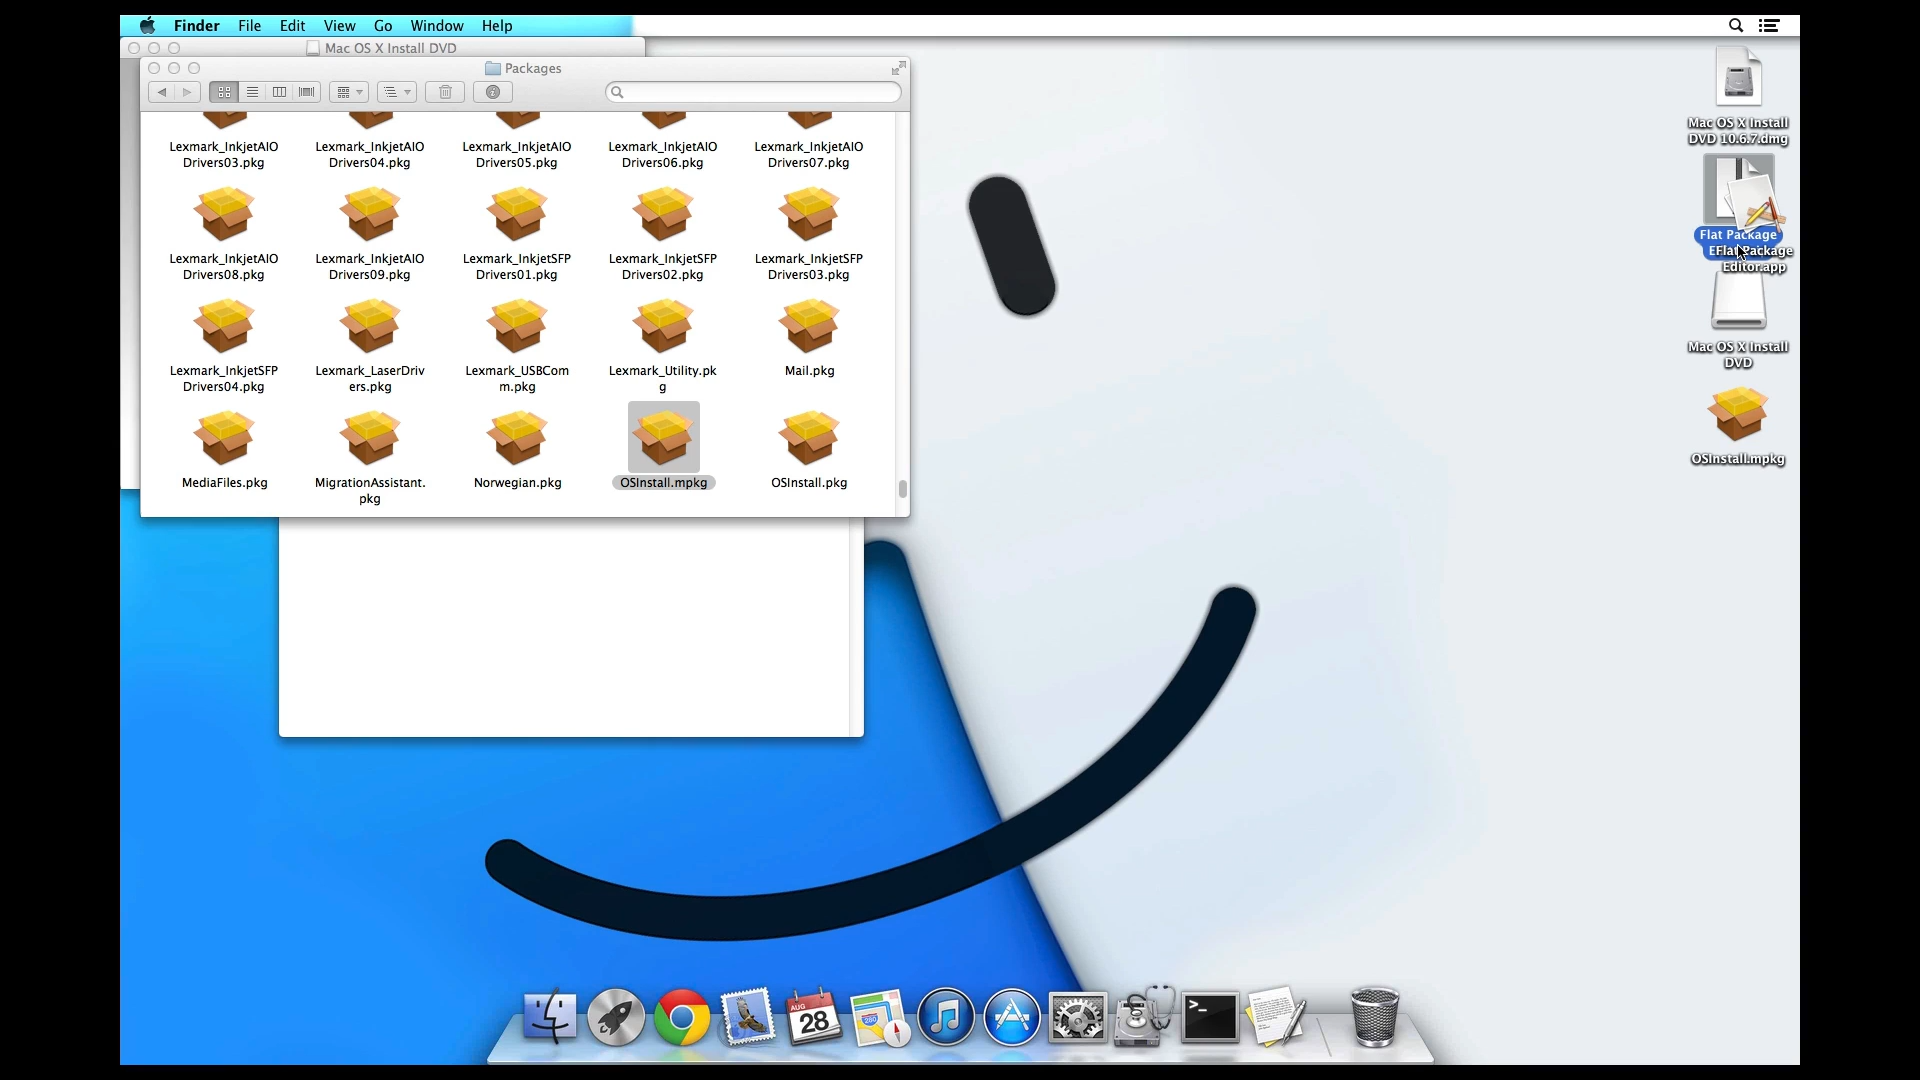 Finder File Edit View Go Window Help
Mac OS X Install DVD
Packages
Lexmark_InkjetAIO
Drivers03.pkg
Lexmark_InkjetAIO
Drivers04.pkg
Lexmark_InkjetAIO
Drivers05.pkg
Lexmark_InkjetAIO
Drivers06.pkg
Lexmark_InkjetAIO
Drivers07.pkg
Lexmark_InkjetAIO
Drivers08.pkg
Lexmark_InkjetAIO
Drivers09.pkg
Lexmark_InkjetSFP
Drivers01.pkg
Lexmark_InkjetSFP
Drivers02.pkg
Lexmark_InkjetSFP
Drivers03.pkg
Lexmark_InkjetSFP
Drivers04.pkg
Lexmark_LaserDriv
ers.pkg
Lexmark_USBCom
m.pkg
Lexmark_Utility.pk
g
Mail.pkg
MediaFiles.pkg
MigrationAssistant.
pkg
Norwegian.pkg
OSInstall.mpkg
OSInstall.pkg
Mac OS X Install
DVD 10.6.7.dmg
Flat Package
Flat Package
Editor.app
Mac OS X Install
DVD
OSInstall.mpkg
AUG
28
280
>_